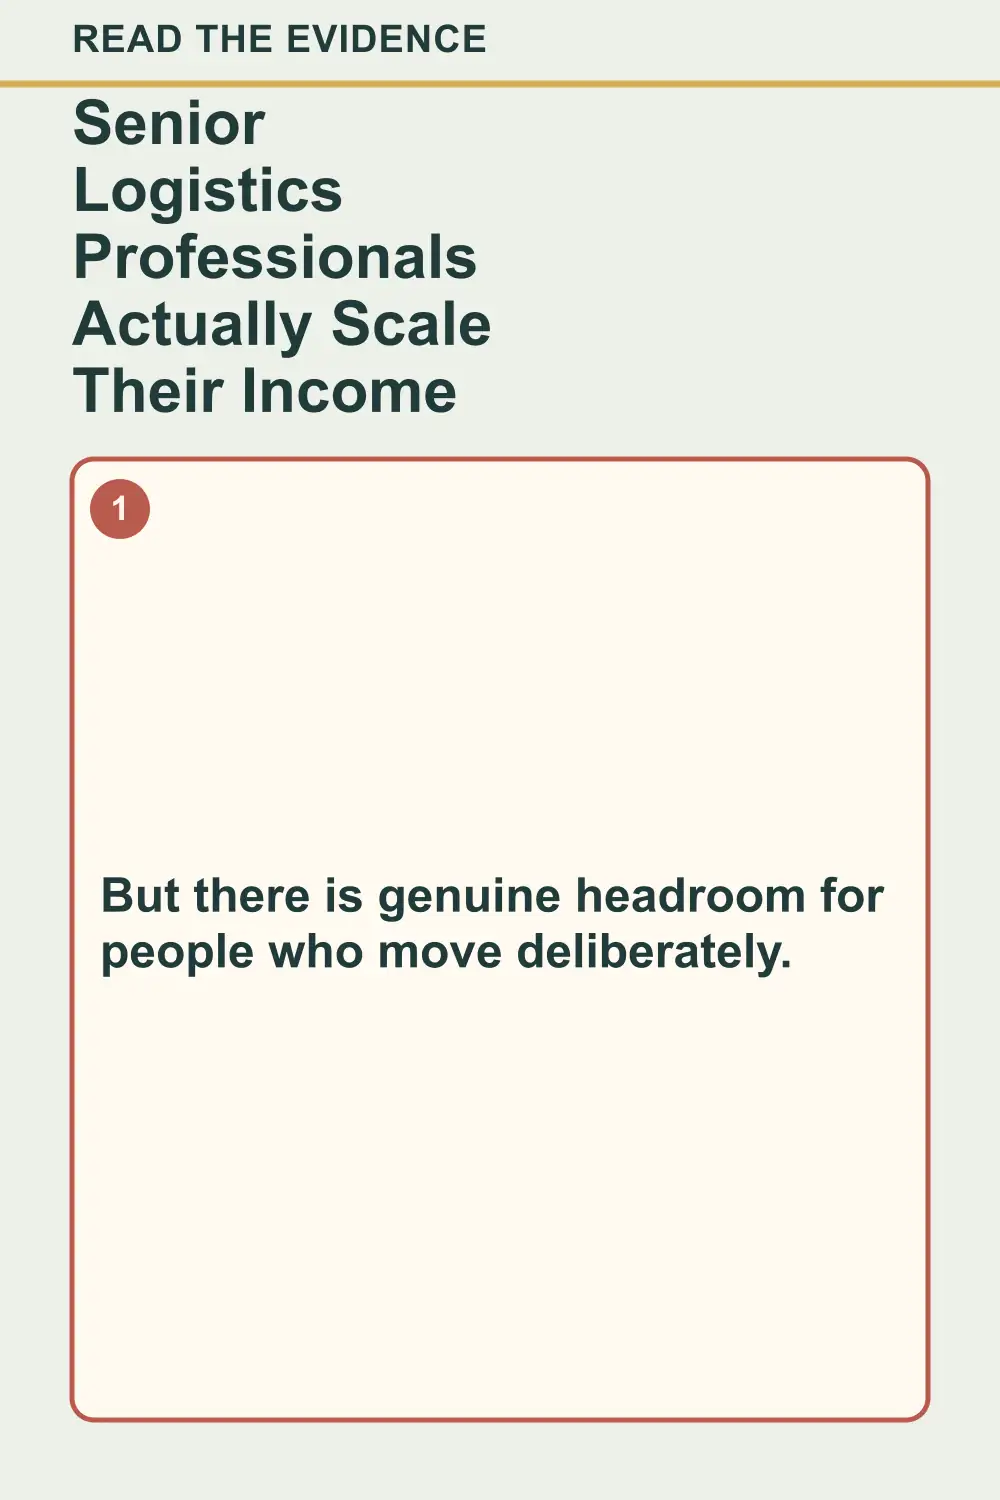 READ THE EVIDENCE
Senior
Logistics
Professionals
Actually Scale
Their Income
1
But there is genuine headroom for
people who move deliberately.